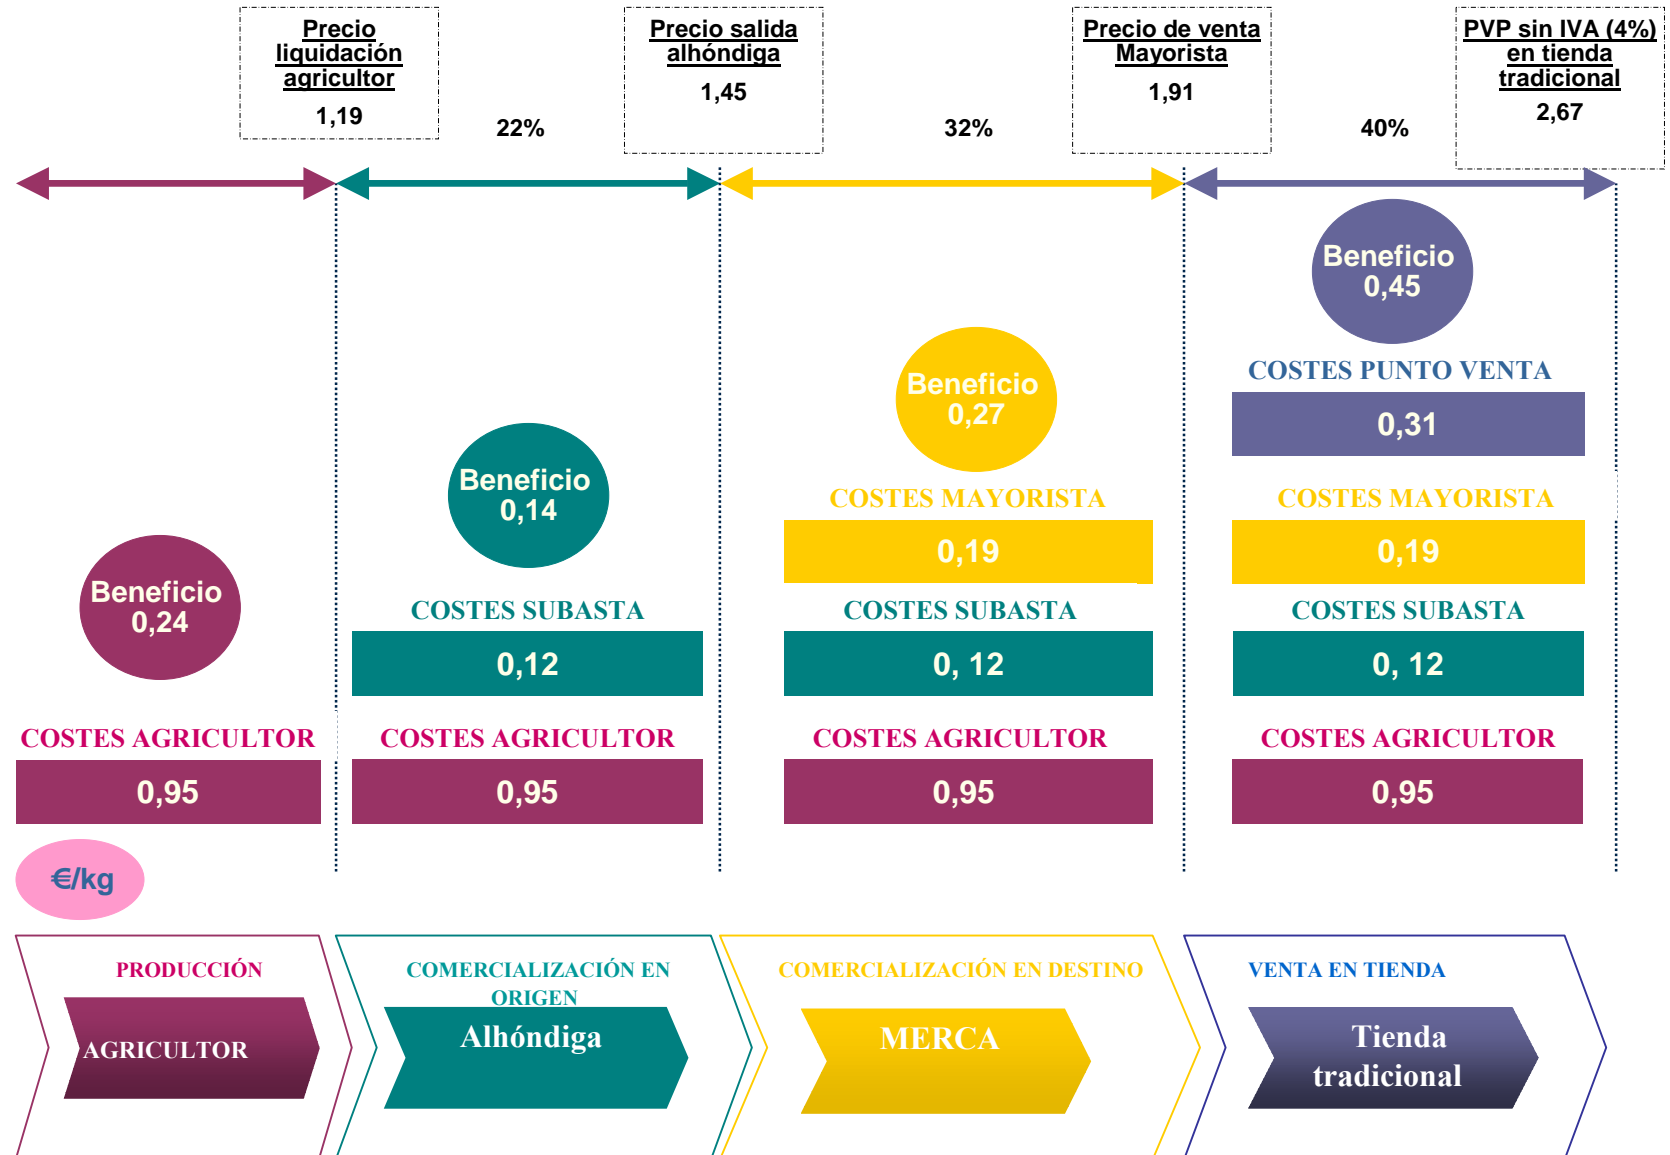 Precio
liquidación
agricultor
1,19
22%
Precio salida
alhóndiga
1,45
32%
Precio de venta
Mayorista
1,91
40%
PVP sin IVA (4%)
en tienda
tradicional
2,67
Beneficio
0,24
COSTES AGRICULTOR
0,95
Beneficio
0,14
COSTES SUBASTA
0,12
COSTES AGRICULTOR
0,95
Beneficio
0,27
COSTES MAYORISTA
0,19
COSTES SUBASTA
0, 12
COSTES AGRICULTOR
0,95
Beneficio
0,45
COSTES PUNTO VENTA
0,31
COSTES MAYORISTA
0,19
COSTES SUBASTA
0, 12
COSTES AGRICULTOR
0,95
€/kg
PRODUCCIÓN
AGRICULTOR
COMERCIALIZACIÓN EN
ORIGEN
Alhóndiga
COMERCIALIZACIÓN EN DESTINO
MERCA
VENTA EN TIENDA
Tienda
tradicional